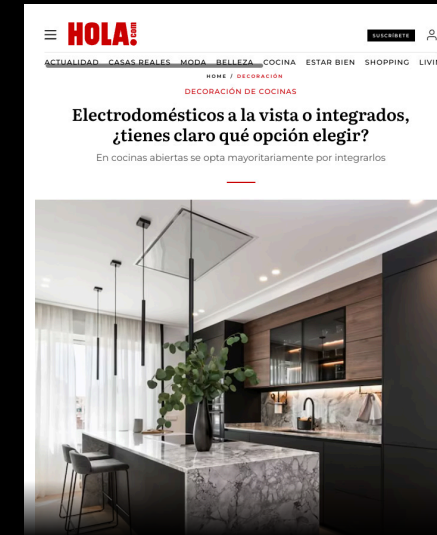 HOLA!.com
SUSCRÍBETE
ACTUALIDAD CASAS REALES MODA BELLEZA COCINA ESTAR BIEN SHOPPING
HOME / DECORACIÓN
DECORACIÓN DE COCINAS
Electrodomésticos a la vista o integrados,
¿tienes claro qué opción elegir?
En cocinas abiertas se opta mayoritariamente por integrarlos